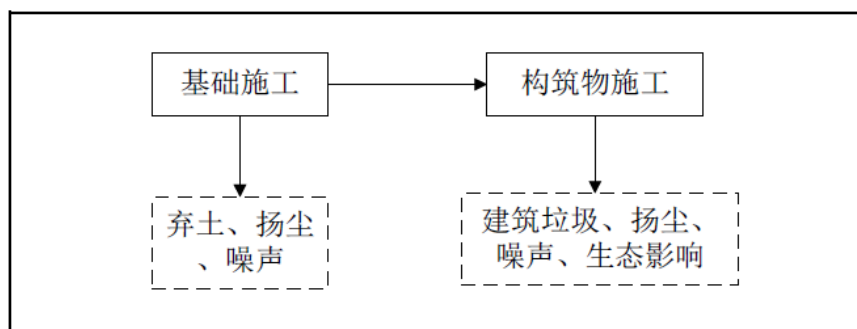 基础施工
构筑物施工
弃土、扬尘
、噪声
建筑垃圾、扬尘、
噪声、生态影响